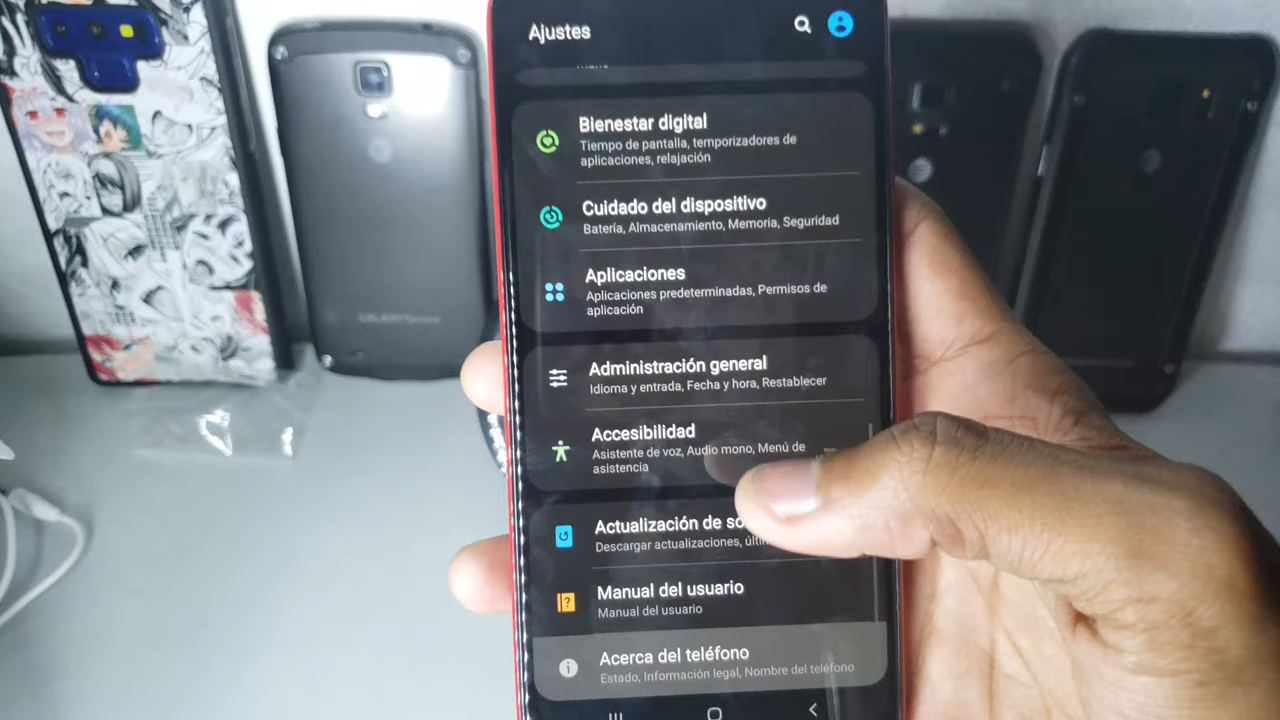 Ajustes
Bienestar digital
Tiempo de pantalla, temporizadores de
aplicaciones, relajación
Cuidado del dispositivo
Batería, Almacenamiento, Memoria, Seguridad
Aplicaciones
Aplicaciones predeterminadas, Permisos de
aplicación
Administración general
Idioma y entrada, Fecha y hora, Restablecer
Accesibilidad
Asistente de voz, Audio mono, Menú de
asistencia
Actualización de so
Descargar actualizaciones, últi
Manual del usuario
Manual del usuario
Acerca del teléfono
Estado, Información legal, Nombre del teléfono